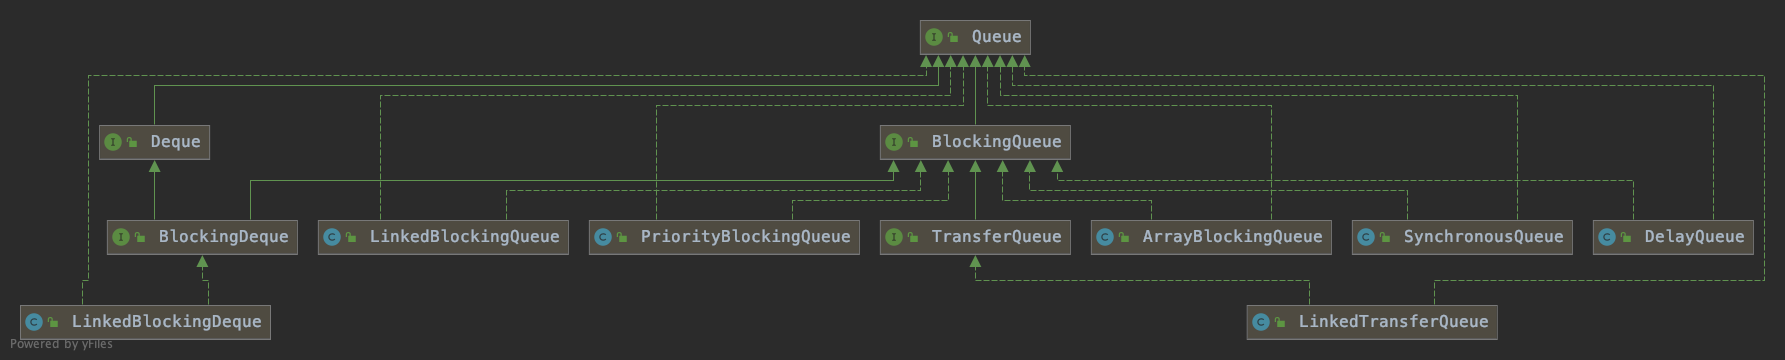 Queue
Deque
BlockingQueue
BlockingDeque
LinkedBlockingQueue
PriorityBlockingQueue
TransferQueue
ArrayBlockingQueue
SynchronousQueue
DelayQueue
LinkedBlockingDeque
LinkedTransferQueue
Powered by yFiles